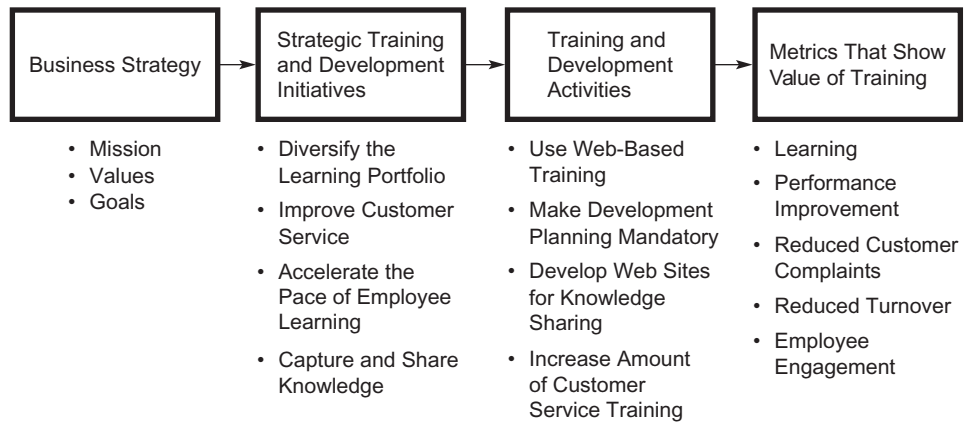 Business Strategy
• Mission
• Values
• Goals
Strategic Training
and Development
Initiatives
• Diversify the
Learning Portfolio
• Improve Customer
Service
• Accelerate the
Pace of Employee
Learning
• Capture and Share
Knowledge
Training and
Development
Activities
• Use Web-Based
Training
• Make Development
Planning Mandatory
• Develop Web Sites
for Knowledge
Sharing
• Increase Amount
of Customer
Service Training
Metrics That Show
Value of Training
• Learning
• Performance
Improvement
• Reduced Customer
Complaints
• Reduced Turnover
• Employee
Engagement